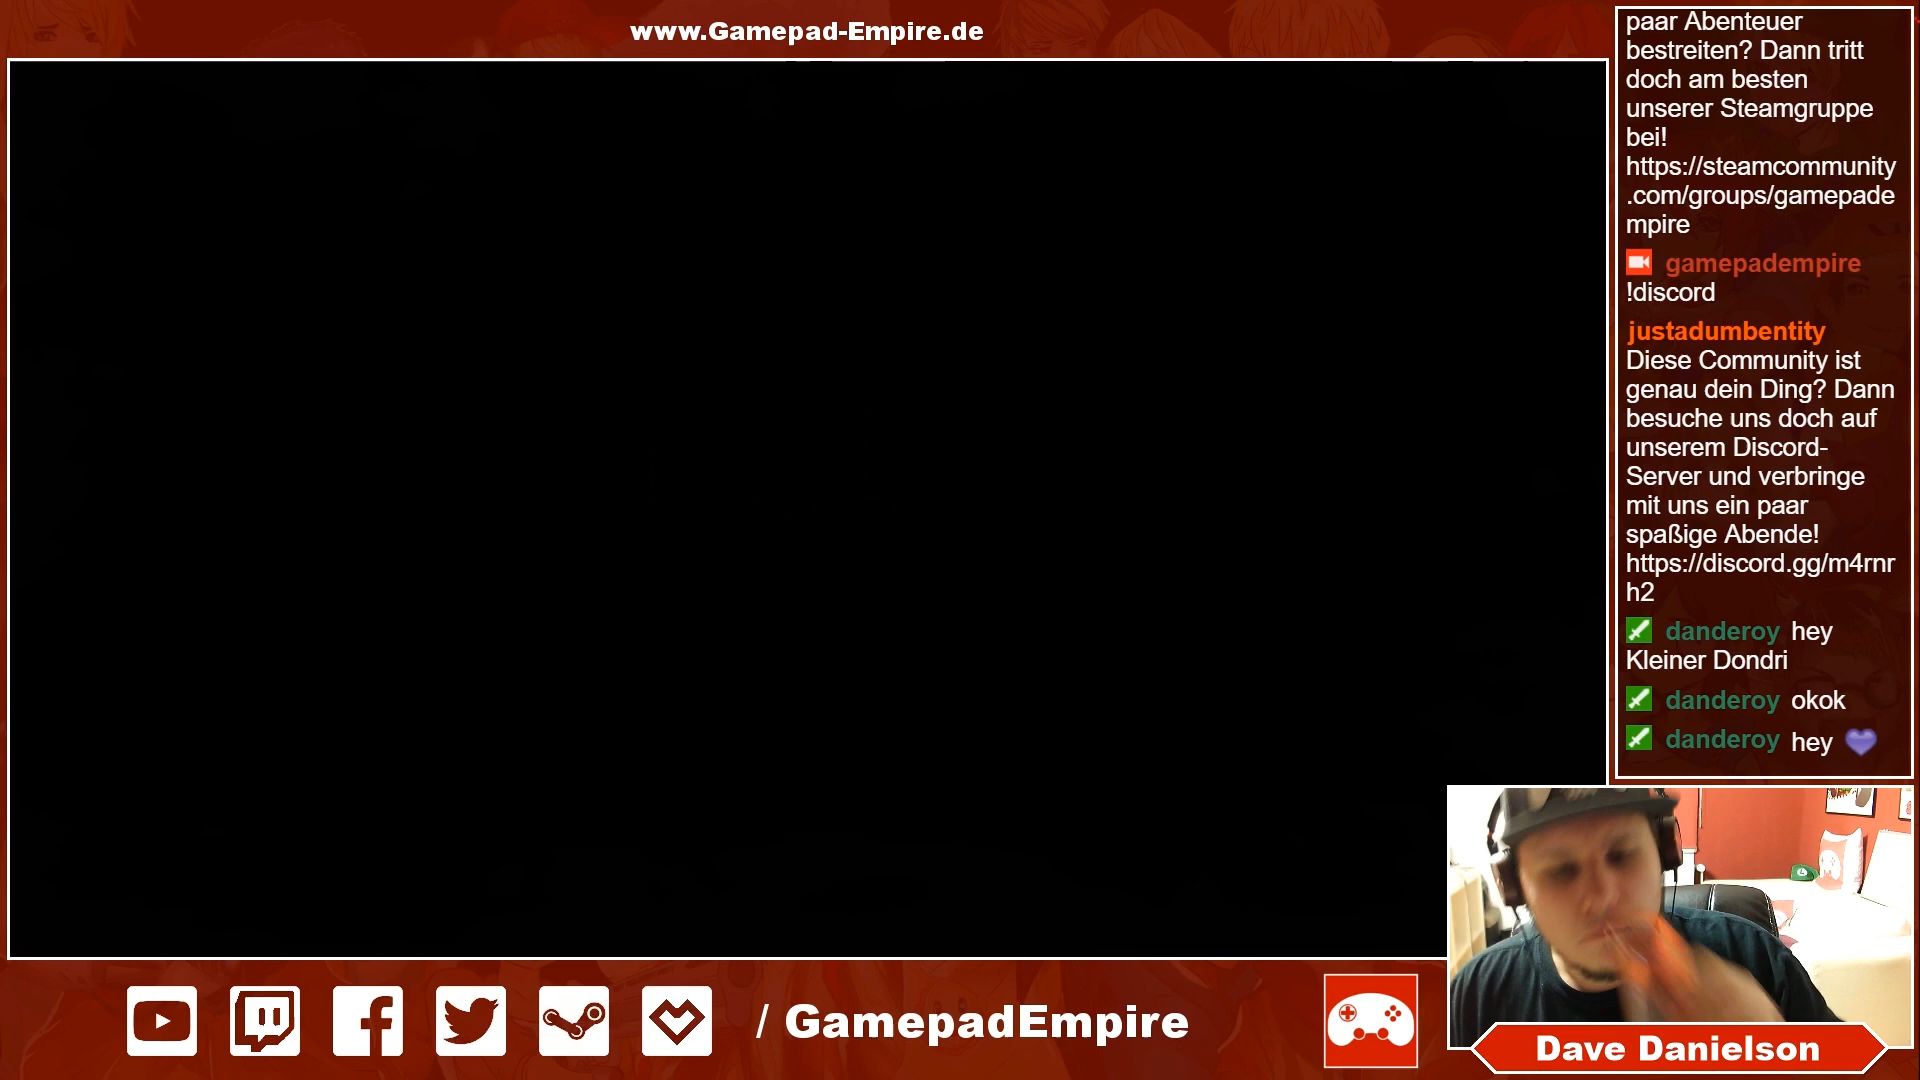 www.Gamepad-Empire.de
paar Abenteuer
bestreiten? Dann tritt
doch am besten
unserer Steamgruppe
bei!
https://steamcommunity
.com/groups/gamepade
mpire
gamepadempire
!discord
justadumbentity
Diese Community ist
genau dein Ding? Dann
besuche uns doch auf
unserem Discord-
Server und verbringe
mit uns ein paar
spaßige Abende!
https://discord.gg/m4rnr
h2
danderoy hey
Kleiner Dondri
danderoy okok
danderoy hey
/ GamepadEmpire
Dave Danielson